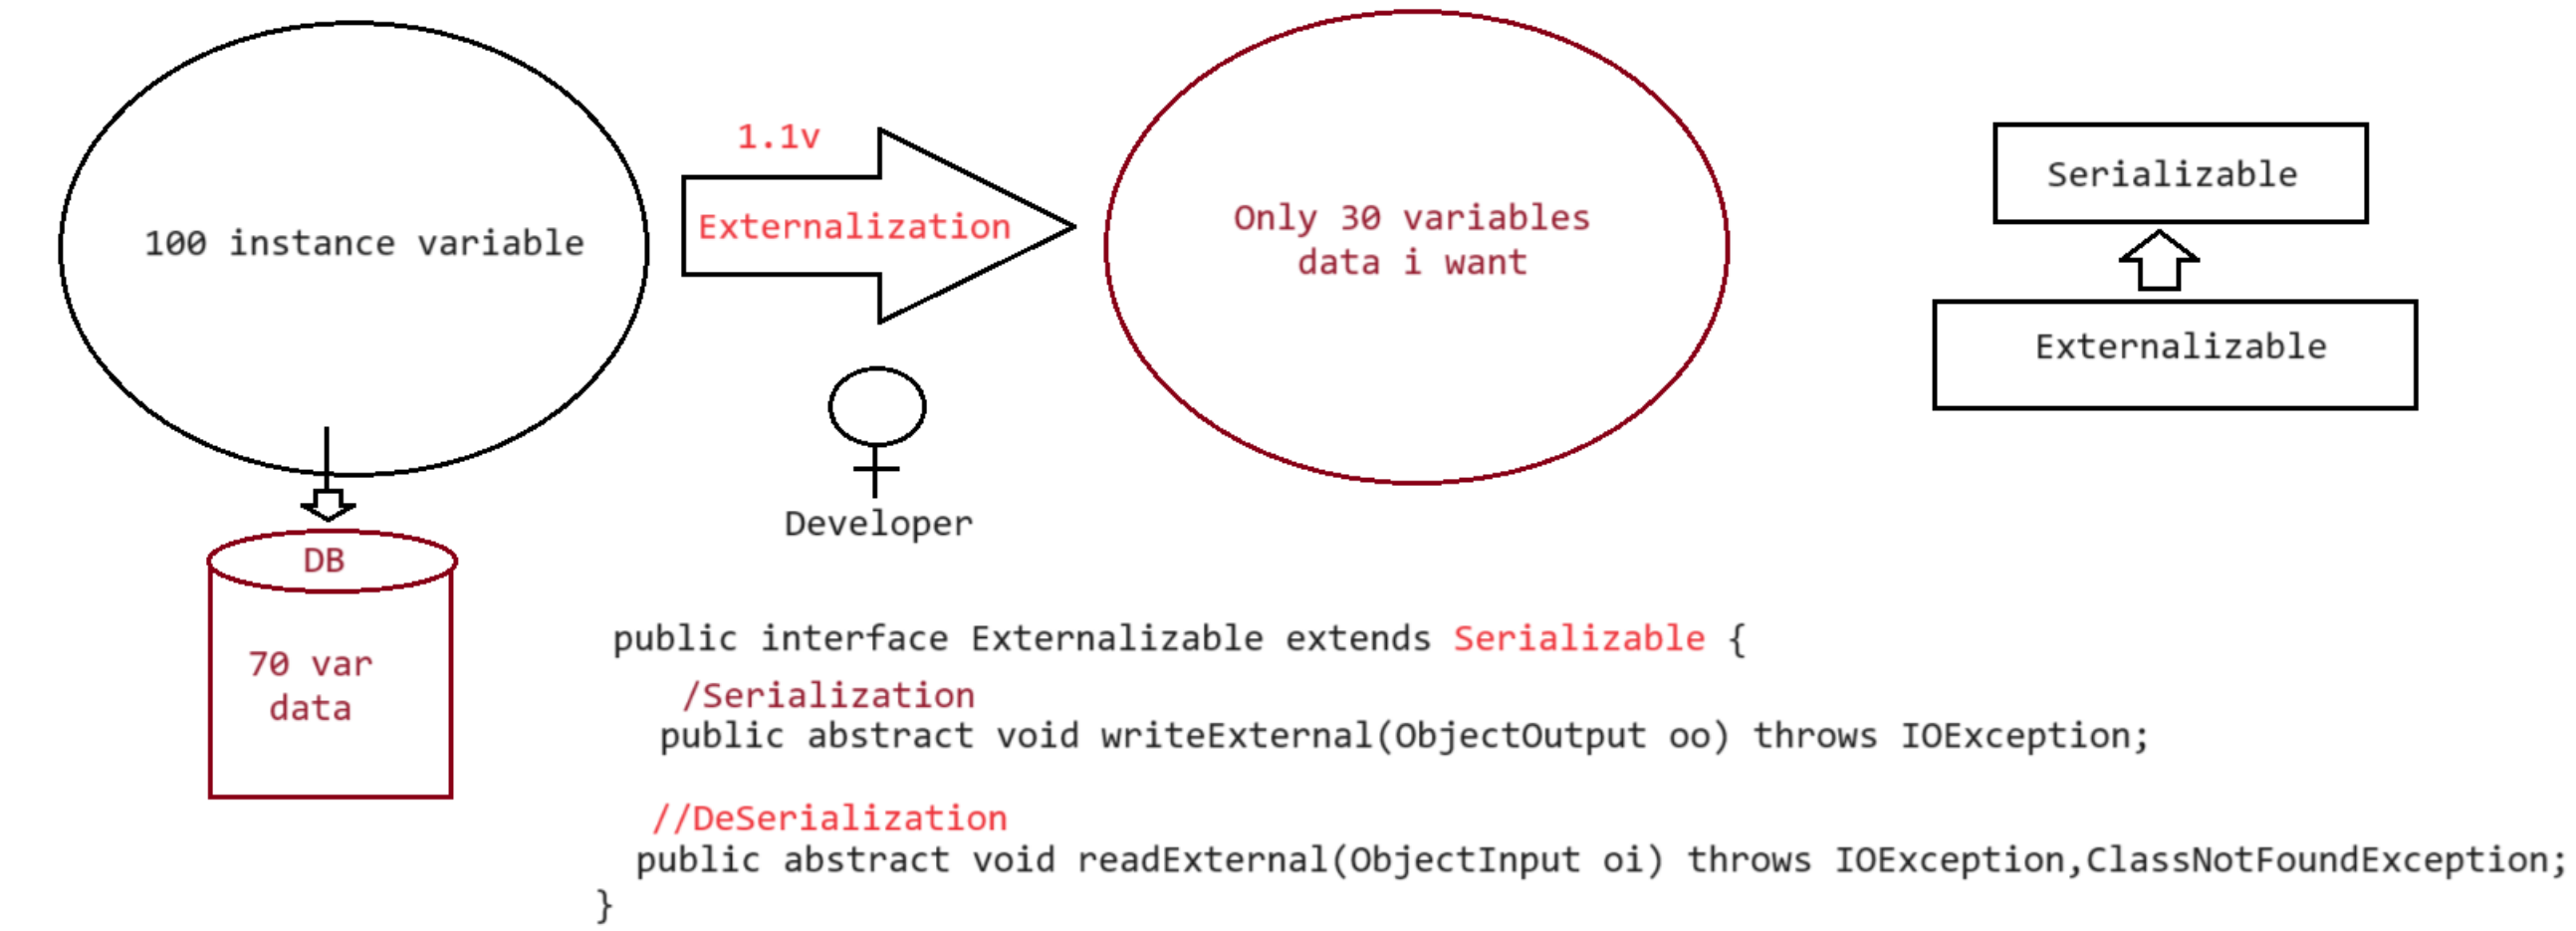 100 instance variable
1.1v
Externalization
Only 30 variables
data i want
Serializable
Externalizable
Developer
DB
70 var
data
public interface Externalizable extends Serializable {
/Serialization
public abstract void writeExternal(ObjectOutput oo) throws IOException;
//DeSerialization
public abstract void readExternal(ObjectInput oi) throws IOException,ClassNotFoundException;
}